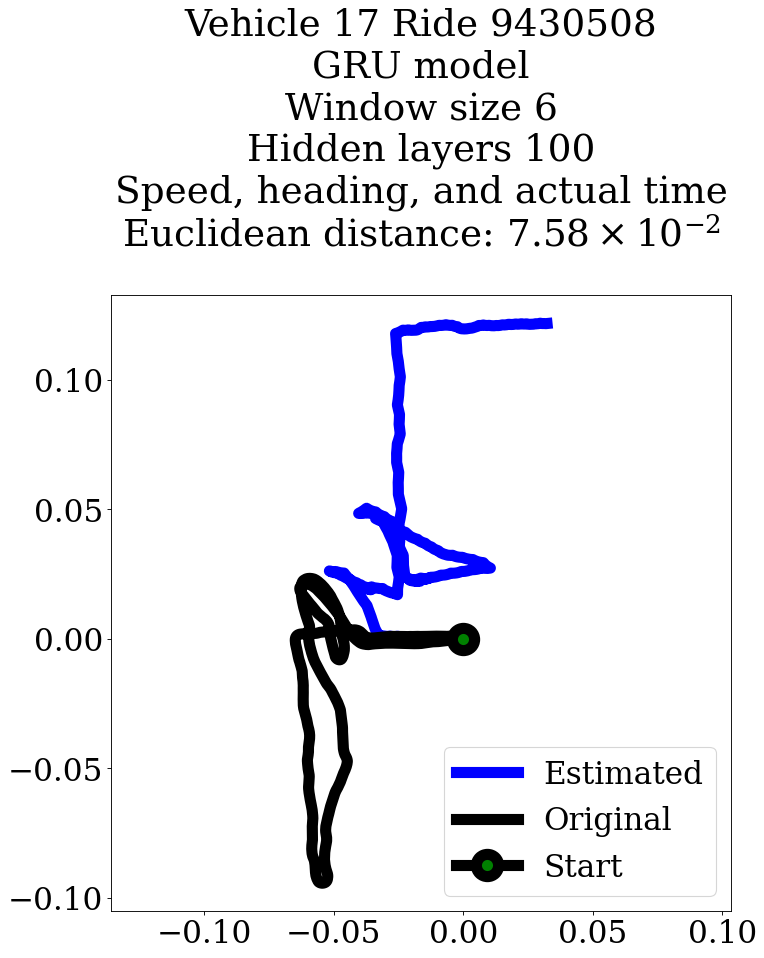 Vehicle 17 Ride 9430508
GRU model
Window size 6
Hidden layers 100
Speed, heading, and actual time
Euclidean distance: 7.58 × 10⁻²
0.10
0.05
0.00
−0.05
−0.10
Estimated
Original
Start
−0.10 −0.05 0.00 0.05 0.10